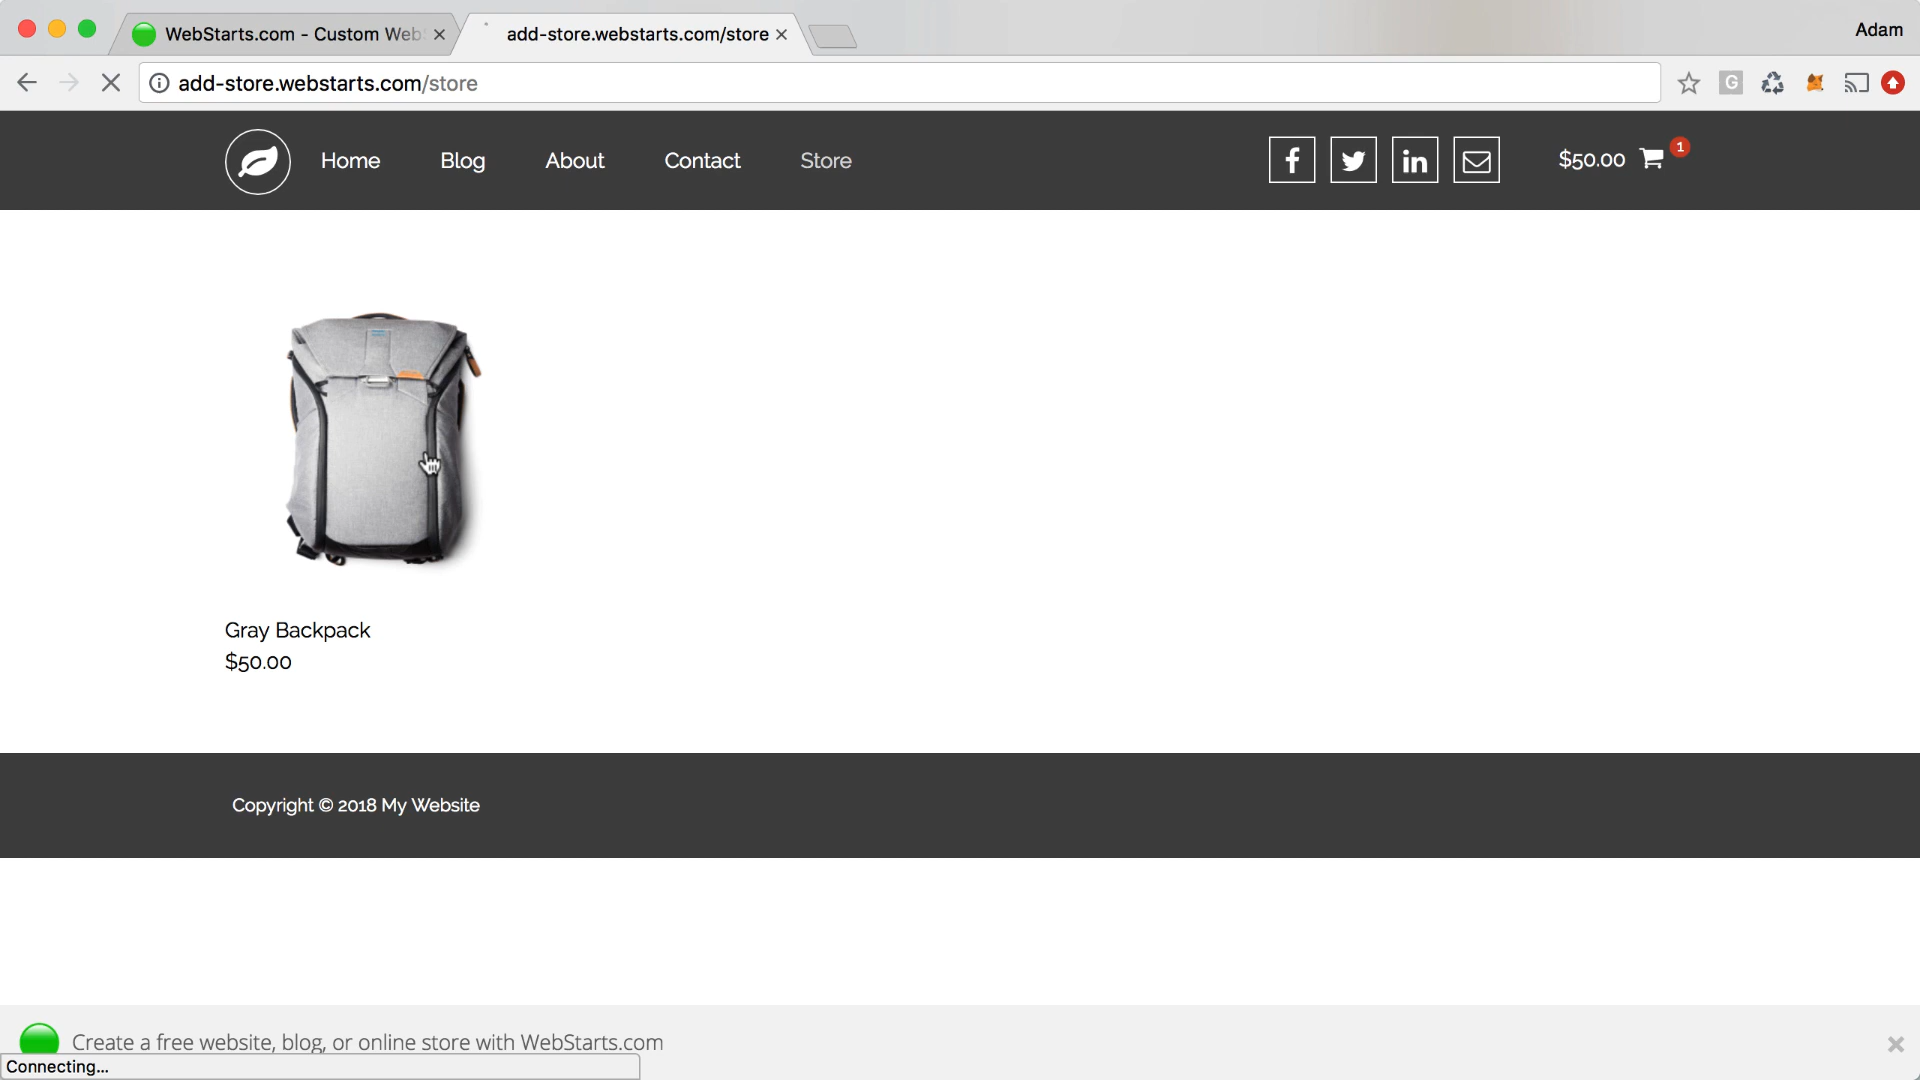 WebStarts.com - Custom Web
add-store.webstarts.com/store
Adam
add-store.webstarts.com/store
G
Home
Blog
About
Contact
Store
$50.00
1
Gray Backpack
$50.00
Copyright © 2018 My Website
Create a free website, blog, or online store with WebStarts.com
Connecting...